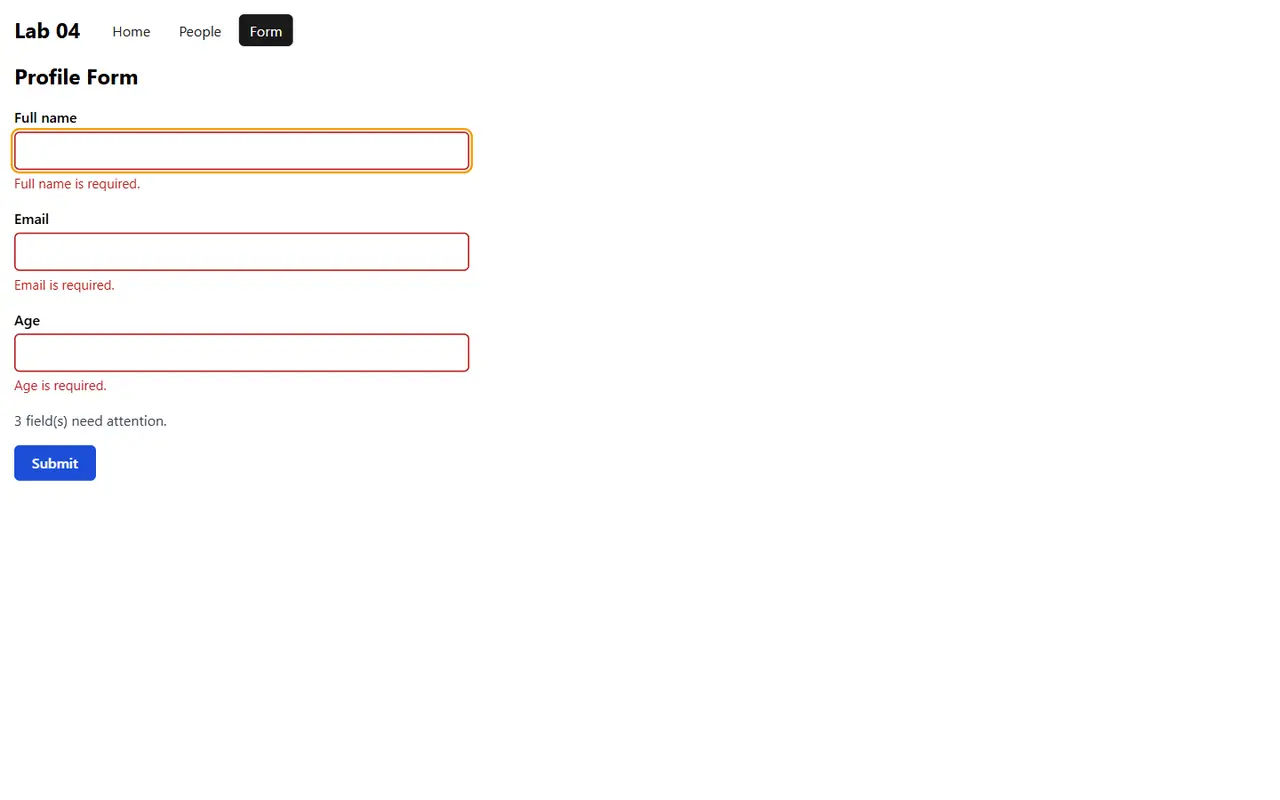 Lab 04 Home People Form
Profile Form
Full name
Full name is required.
Email
Email is required.
Age
Age is required.
3 field(s) need attention.
Submit